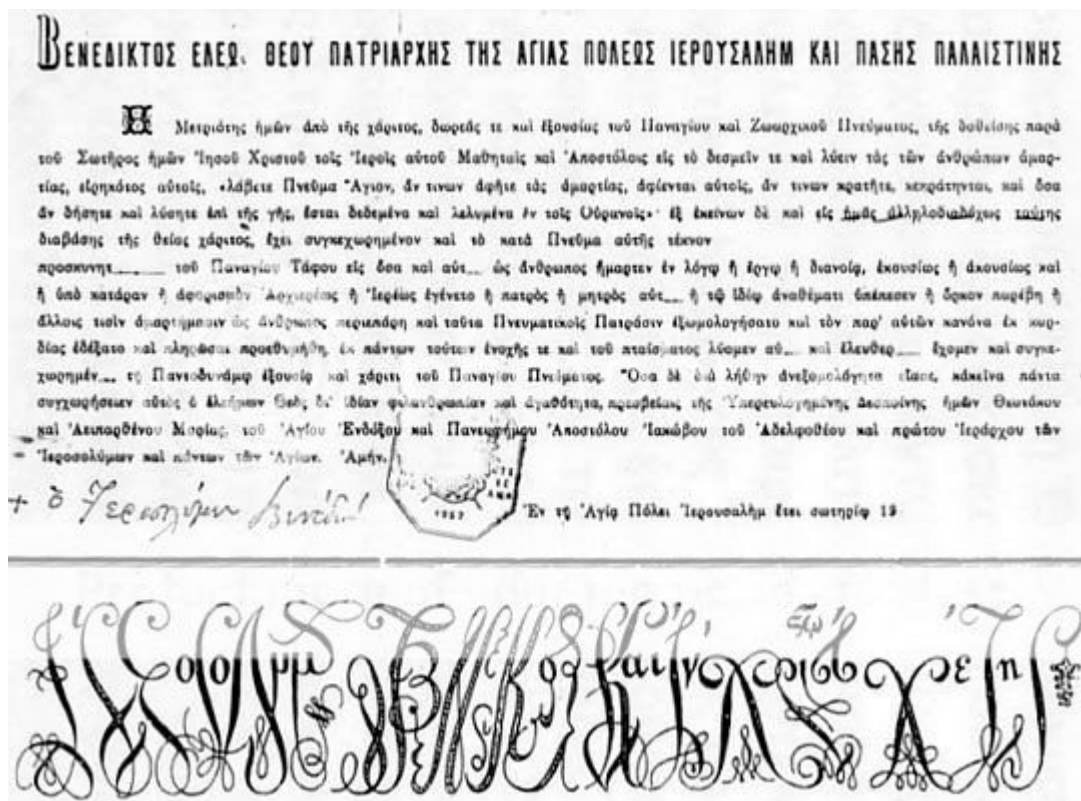 ΒΕΝΕΔΙΚΤΟΣ ΕΛΕΩ. ΘΕΟΥ ΠΑΤΡΙΑΡΧΗΣ ΤΗΣ ΑΓΙΑΣ ΠΟΛΕΩΣ ΙΕΡΟΥΣΑΛΗΜ ΚΑΙ ΠΑΣΗΣ ΠΑΛΑΙΣΤΙΝΗΣ
Η Μετριότης ἡμῶν ἀπὸ τῆς χάριτος, δωρεᾶς τε καὶ ἐξουσίας τοῦ Παναγίου καὶ Ζωαρχικοῦ Πνεύματος, τῆς δοθείσης παρὰ
τοῦ Σωτῆρος ἡμῶν Ἰησοῦ Χριστοῦ τοῖς Ἱεροῖς αὐτοῦ Μαθηταῖς καὶ Ἀποστόλοις εἰς τὸ δεσμεῖν τε καὶ λύειν τὰς τῶν ἀνθρώπων ἁμαρ-
τίας, εἰρηκότος αὐτοῖς, «λάβετε Πνεῦμα Ἅγιον, ἄν τινων ἀφῆτε τὰς ἁμαρτίας, ἀφίενται αὐτοῖς, ἄν τινων κρατῆτε, κεκράτηνται, καὶ ὅσα
ἂν δήσητε καὶ λύσητε ἐπὶ τῆς γῆς, ἔσται δεδεμένα καὶ λελυμένα ἐν τοῖς Οὐρανοῖς»· ἐξ ἐκείνων δὲ καὶ εἰς ἡμᾶς ἀλληλοδιαδόχως ταύτης
διαβάσης τῆς θείας χάριτος, ἔχει συγκεχωρημένον καὶ τὸ κατὰ Πνεῦμα αὐτῆς τέκνον
προσκυνητ____ τοῦ Παναγίου Τάφου εἰς ὅσα καὶ αὐτ__ ὡς ἄνθρωπος ἥμαρτεν ἐν λόγῳ ἢ ἔργῳ ἢ διανοίᾳ, ἑκουσίως ἢ ἀκουσίως καὶ
ἢ ὑπὸ κατάραν ἢ ἀφορισμὸν Ἀρχιερέως ἢ Ἱερέως ἐγένετο ἢ πατρὸς ἢ μητρὸς αὐτ__ ἢ τῷ ἰδίῳ ἀναθέματι ὑπέπεσεν ἢ ὅρκον παρέβη ἢ
ἄλλοις τισὶν ἁμαρτήμασιν ὡς ἄνθρωπος περιεπάρη καὶ ταῦτα Πνευματικοῖς Πατράσιν ἐξωμολογήσατο καὶ τὸν παρ' αὐτῶν κανόνα ἐκ καρ-
δίας ἐδέξατο καὶ πληρῶσαι προεθυμήθη, ἐκ πάντων τούτων ἐνοχῆς τε καὶ τοῦ πταίσματος λύομεν αὐ__ καὶ ἐλευθερ__ ἔχομεν καὶ συγκε-
χωρημέν__ τῇ Παντοδυνάμῳ ἐξουσίᾳ καὶ χάριτι τοῦ Παναγίου Πνεύματος. Ὅσα δὲ διὰ λήθην ἀνεξομολόγητα εἴασε, κἀκεῖνα πάντα
συγχωρήσειεν αὐτῷ ὁ ἐλεήμων Θεὸς δι' ἰδίαν φιλανθρωπίαν καὶ ἀγαθότητα, πρεσβείαις τῆς Ὑπερευλογημένης Δεσποίνης ἡμῶν Θεοτόκου
καὶ Ἀειπαρθένου Μαρίας, τοῦ Ἁγίου Ἐνδόξου καὶ Πανευφήμου Ἀποστόλου Ἰακώβου τοῦ Ἀδελφοθέου καὶ πρώτου Ἱεράρχου τῶν
Ἱεροσολύμων καὶ πάντων τῶν Ἁγίων. Ἀμήν.
Ἐν τῇ Ἁγίᾳ Πόλει Ἱερουσαλὴμ ἔτει σωτηρίῳ 19